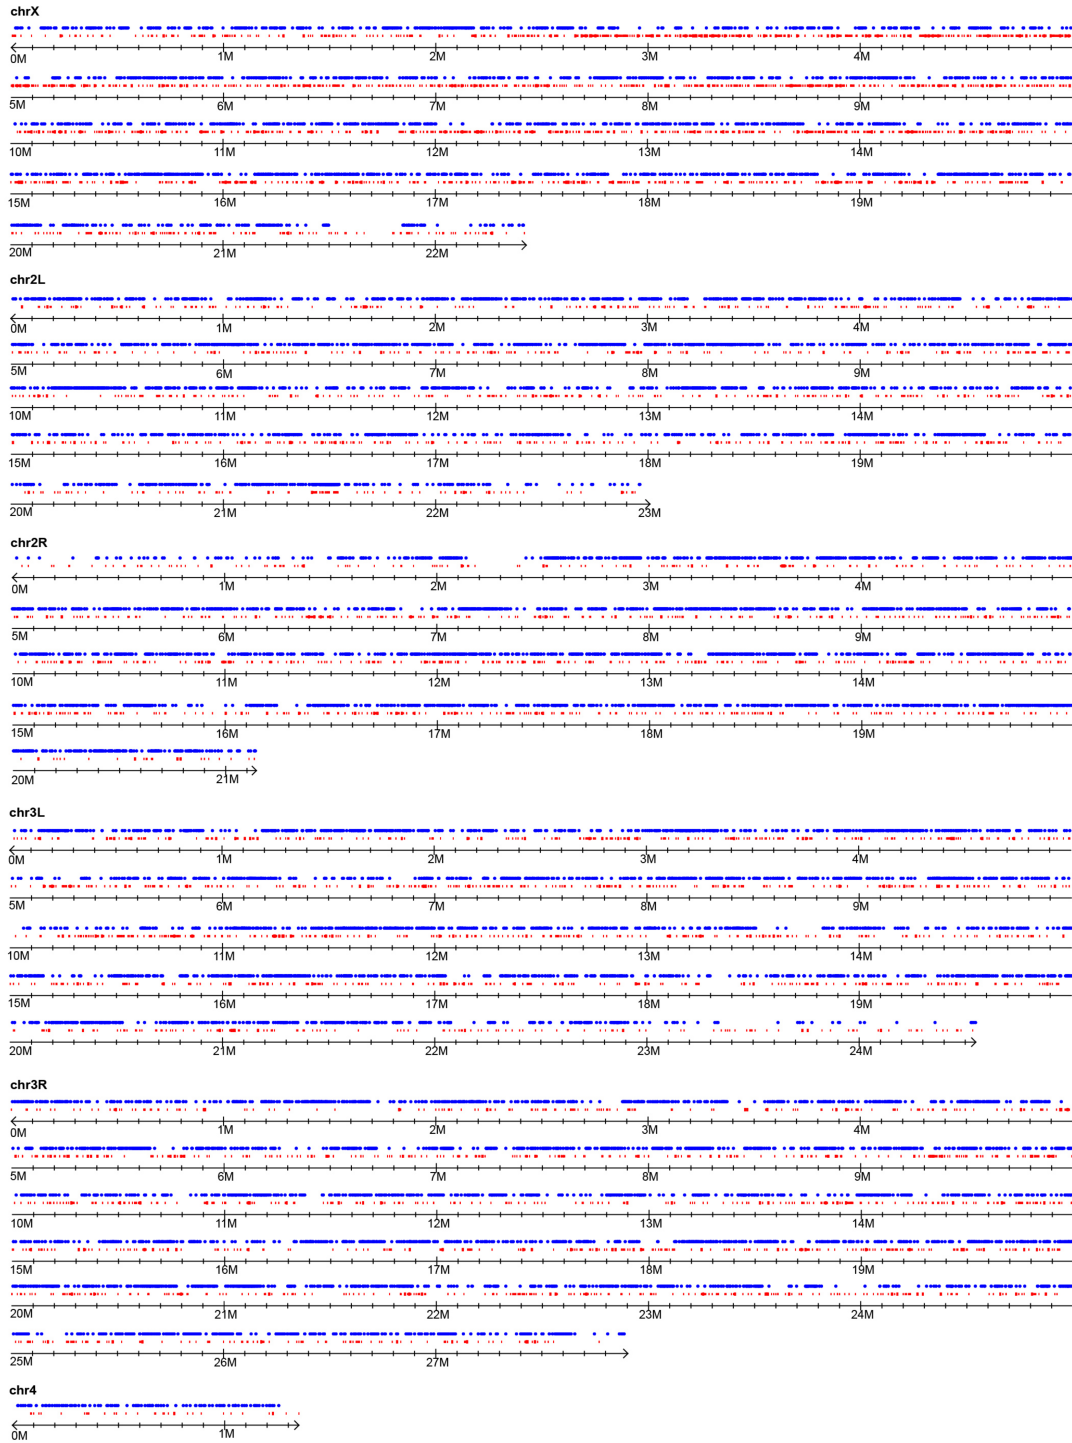 chrX
0M 1M 2M 3M 4M
5M 6M 7M 8M 9M
10M 11M 12M 13M 14M
15M 16M 17M 18M 19M
20M 21M 22M
chr2L
0M 1M 2M 3M 4M
5M 6M 7M 8M 9M
10M 11M 12M 13M 14M
15M 16M 17M 18M 19M
20M 21M 22M 23M
chr2R
0M 1M 2M 3M 4M
5M 6M 7M 8M 9M
10M 11M 12M 13M 14M
15M 16M 17M 18M 19M
20M 21M
chr3L
0M 1M 2M 3M 4M
5M 6M 7M 8M 9M
10M 11M 12M 13M 14M
15M 16M 17M 18M 19M
20M 21M 22M 23M 24M
chr3R
0M 1M 2M 3M 4M
5M 6M 7M 8M 9M
10M 11M 12M 13M 14M
15M 16M 17M 18M 19M
20M 21M 22M 23M 24M
25M 26M 27M
chr4
0M 1M